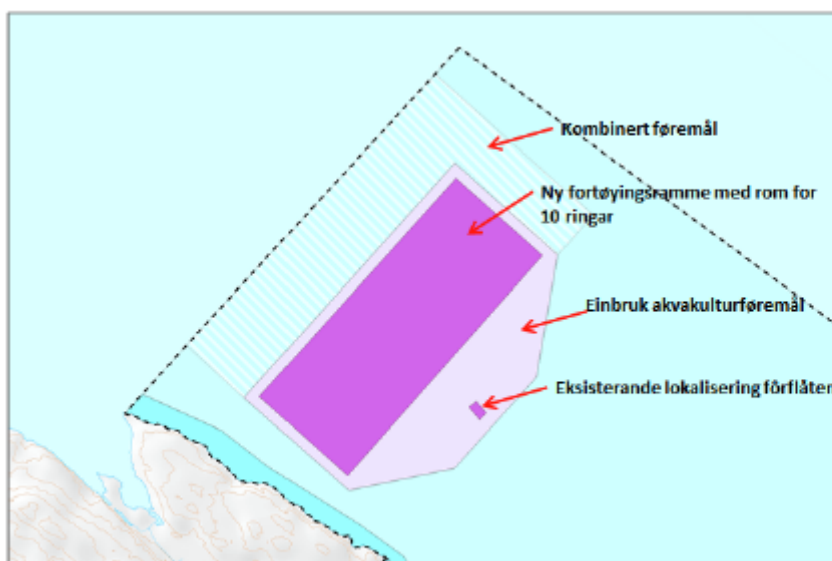 Kombinert føremål
Ny fortøyingsramme med rom for
10 ringar
Einbruk akvakulturføremål
Eksisterande lokalisering fôrflåten